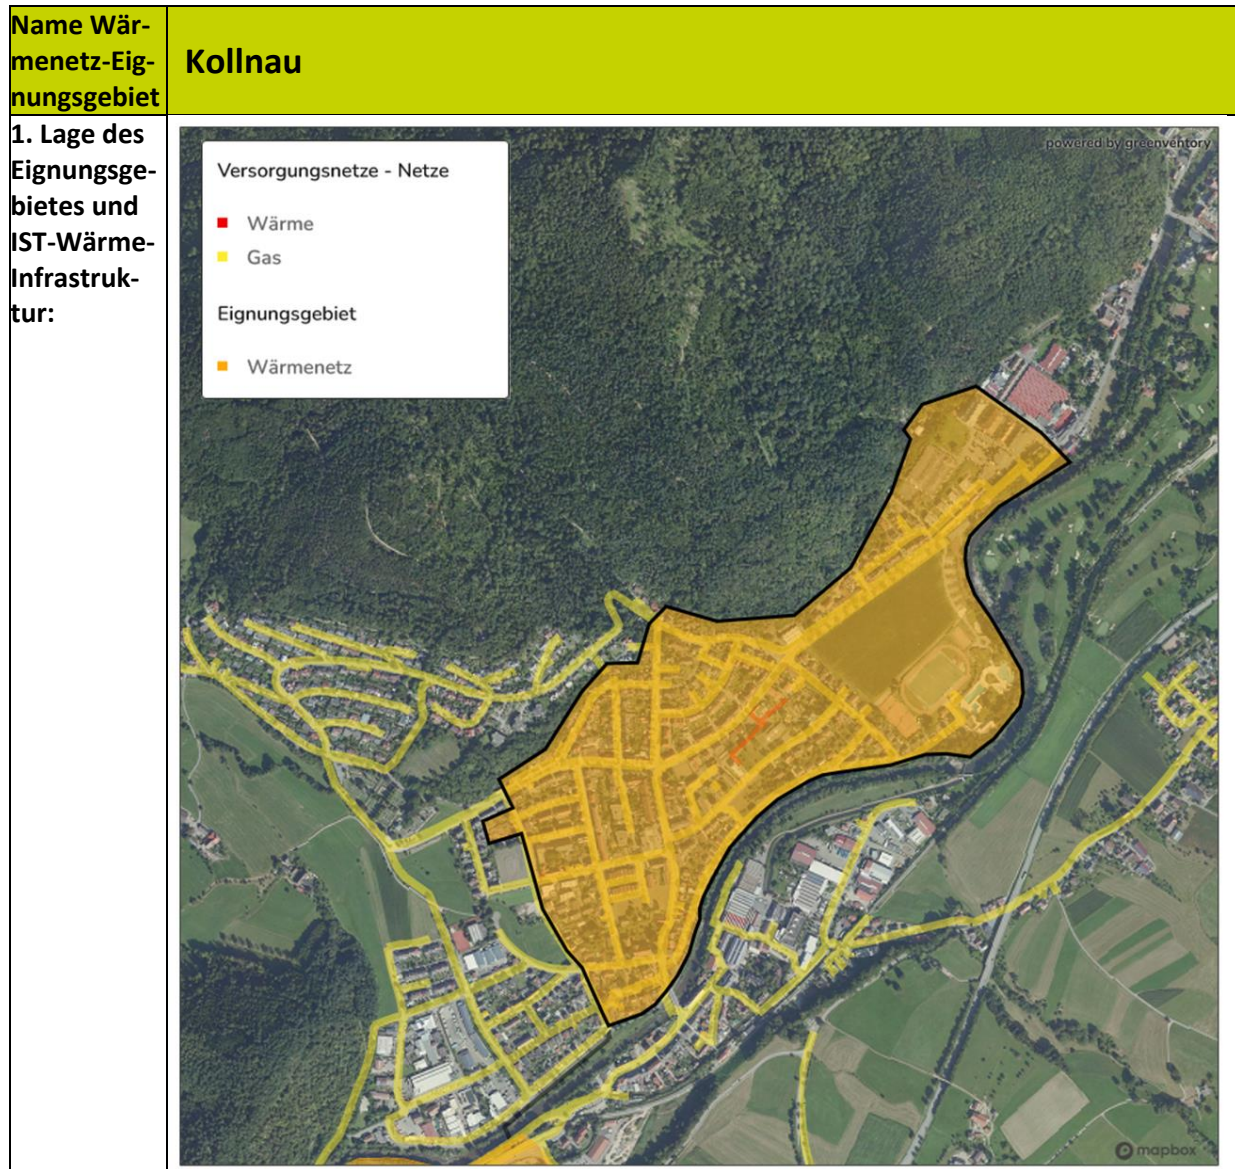 Name Wär-
menetz-Eig-
nungsgebiet
Kollnau
1. Lage des
Eignungsge-
bietes und
IST-Wärme-
Infrastruk-
tur:
powered by greenventory
Versorgungsnetze - Netze
Wärme
Gas
Eignungsgebiet
Wärmenetz
mapbox